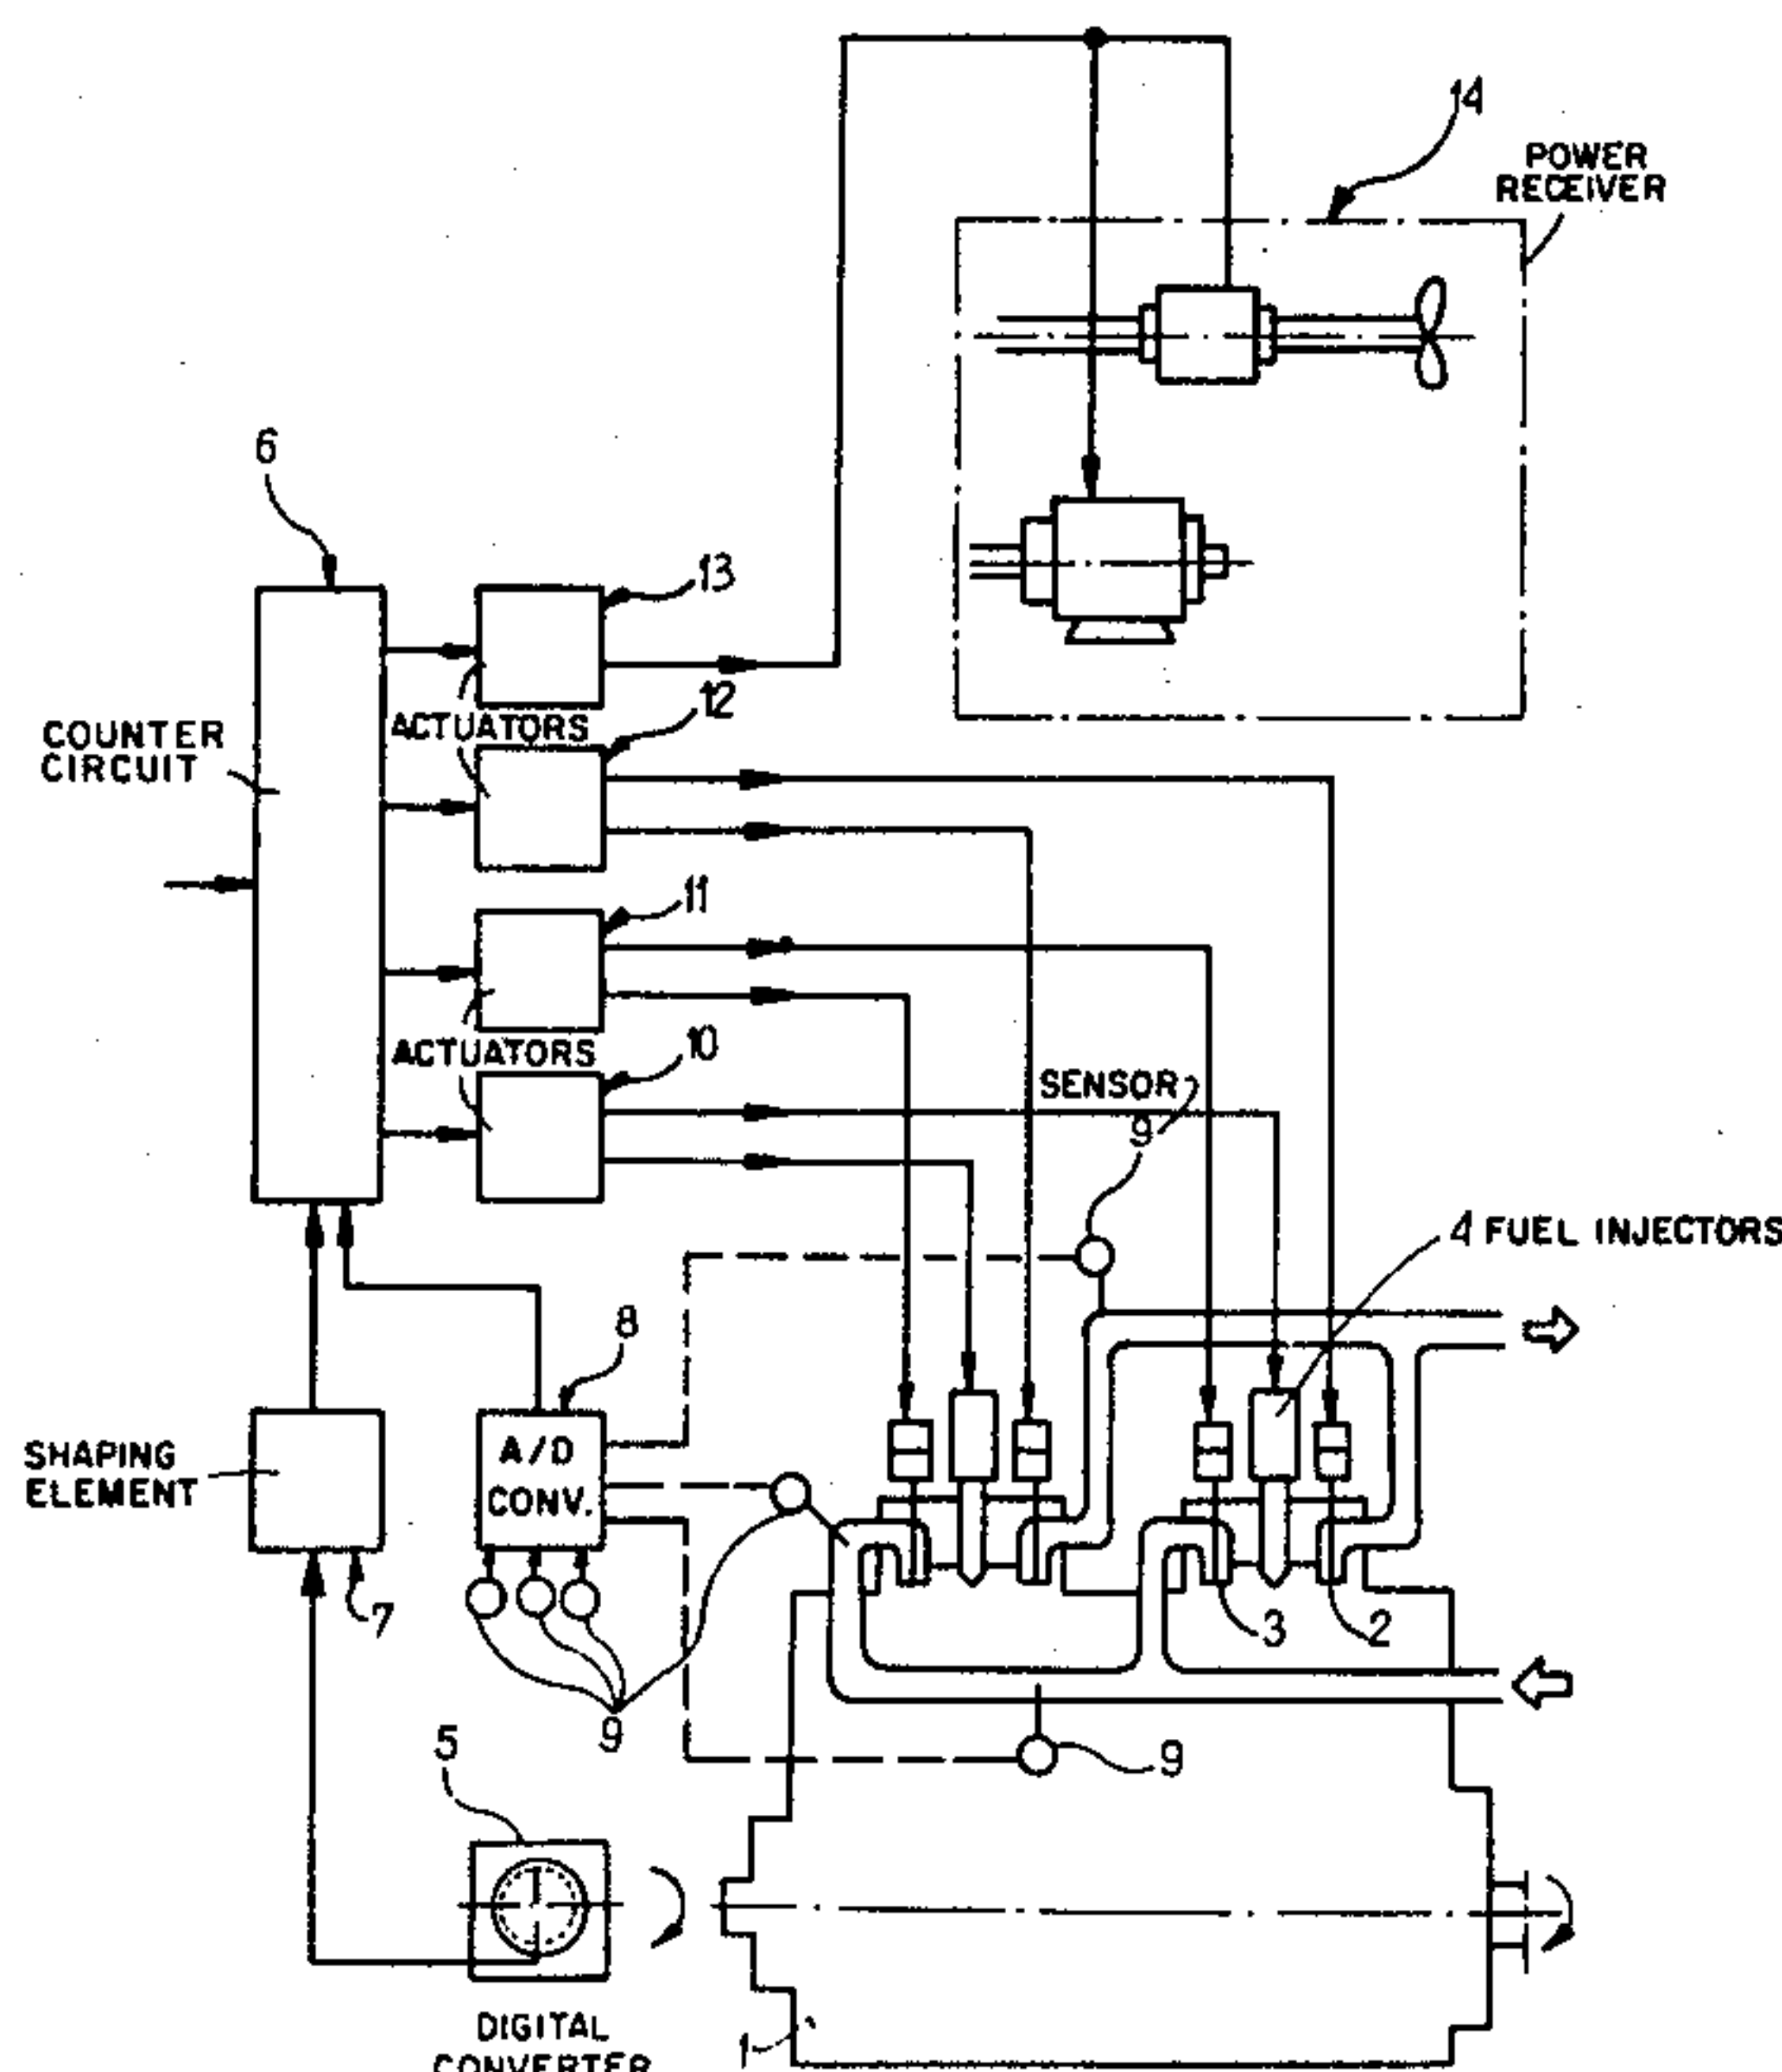 14
POWER
RECEIVER
6
13
ACTUATORS
12
COUNTER
CIRCUIT
11
ACTUATORS
10
SENSOR
9
4 FUEL INJECTORS
8
A/D
CONV.
SHAPING
ELEMENT
7
3
2
9
9
5
DIGITAL
CONVERTER
1